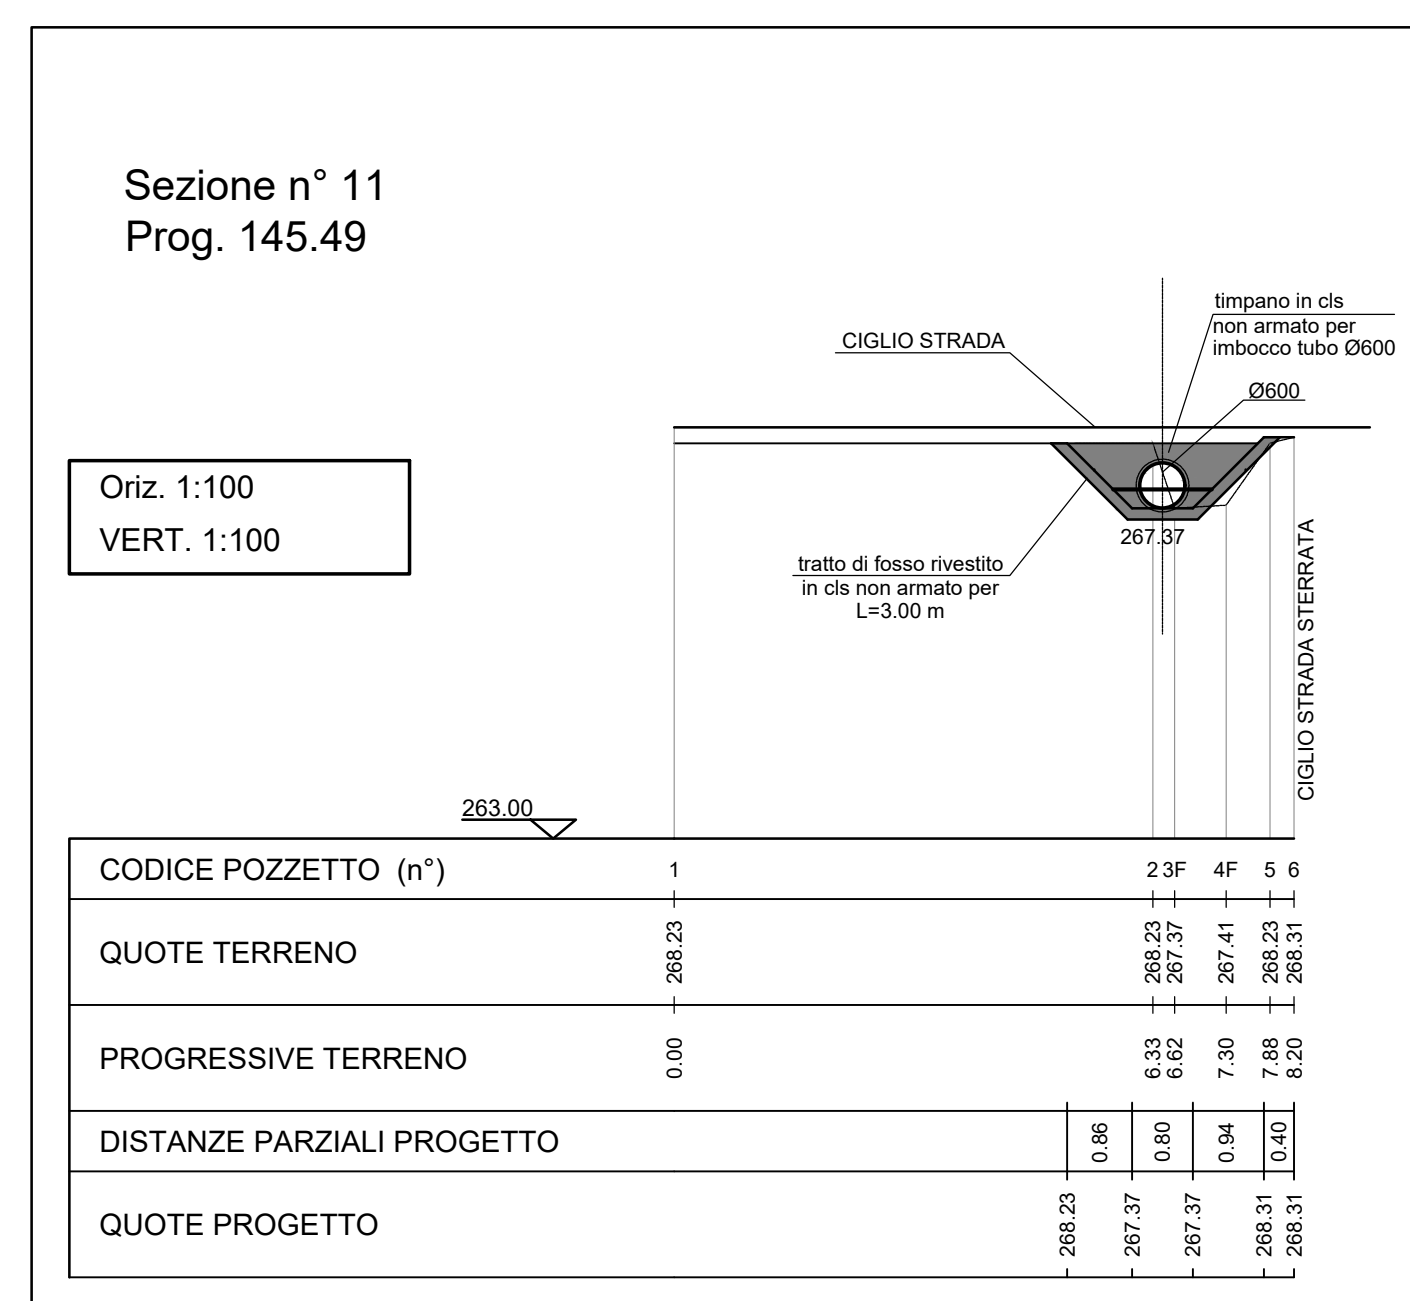 Sezione n° 11
Prog. 145.49
timpano in cls
non armato per
imbocco tubo Ø600
CIGLIO STRADA
Ø600
Oriz. 1:100
VERT. 1:100
267.37
tratto di fosso rivestito
in cls non armato per
L=3.00 m
CIGLIO STRADA STERRATA
263.00
CODICE POZZETTO (n°) 1 2 3F 4F 5 6
QUOTE TERRENO 268.23 268.23 267.37 267.41 268.23 268.31
PROGRESSIVE TERRENO 0.00 6.33 6.62 7.30 7.88 8.20
DISTANZE PARZIALI PROGETTO 0.86 0.80 0.94 0.40
QUOTE PROGETTO 268.23 267.37 267.37 268.31 268.31